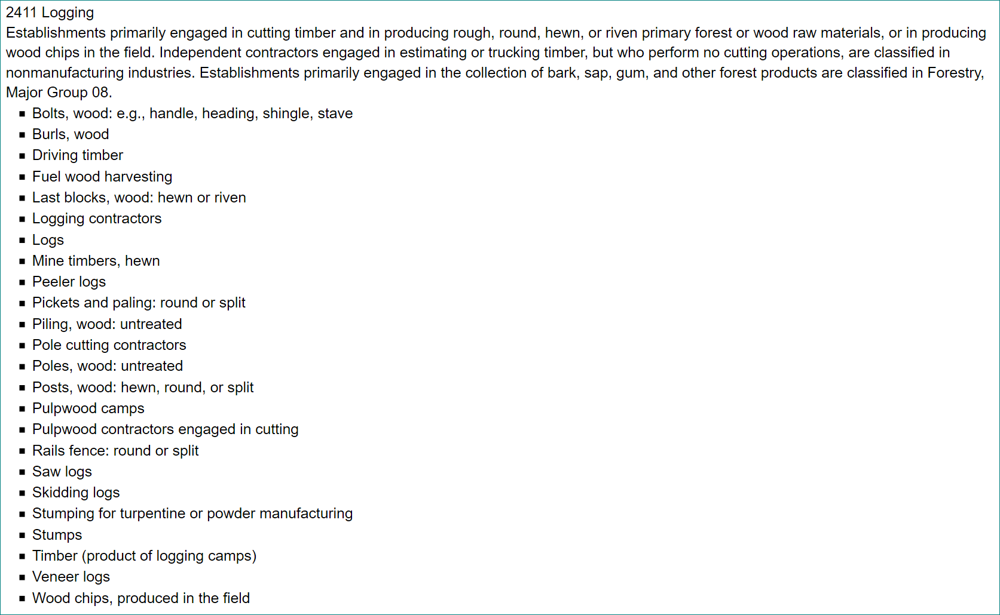 2411 Logging
Establishments primarily engaged in cutting timber and in producing rough, round, hewn, or riven primary forest or wood raw materials, or in producing
wood chips in the field. Independent contractors engaged in estimating or trucking timber, but who perform no cutting operations, are classified in
nonmanufacturing industries. Establishments primarily engaged in the collection of bark, sap, gum, and other forest products are classified in Forestry,
Major Group 08.
▪ Bolts, wood: e.g., handle, heading, shingle, stave
▪ Burls, wood
▪ Driving timber
▪ Fuel wood harvesting
▪ Last blocks, wood: hewn or riven
▪ Logging contractors
▪ Logs
▪ Mine timbers, hewn
▪ Peeler logs
▪ Pickets and paling: round or split
▪ Piling, wood: untreated
▪ Pole cutting contractors
▪ Poles, wood: untreated
▪ Posts, wood: hewn, round, or split
▪ Pulpwood camps
▪ Pulpwood contractors engaged in cutting
▪ Rails fence: round or split
▪ Saw logs
▪ Skidding logs
▪ Stumping for turpentine or powder manufacturing
▪ Stumps
▪ Timber (product of logging camps)
▪ Veneer logs
▪ Wood chips, produced in the field